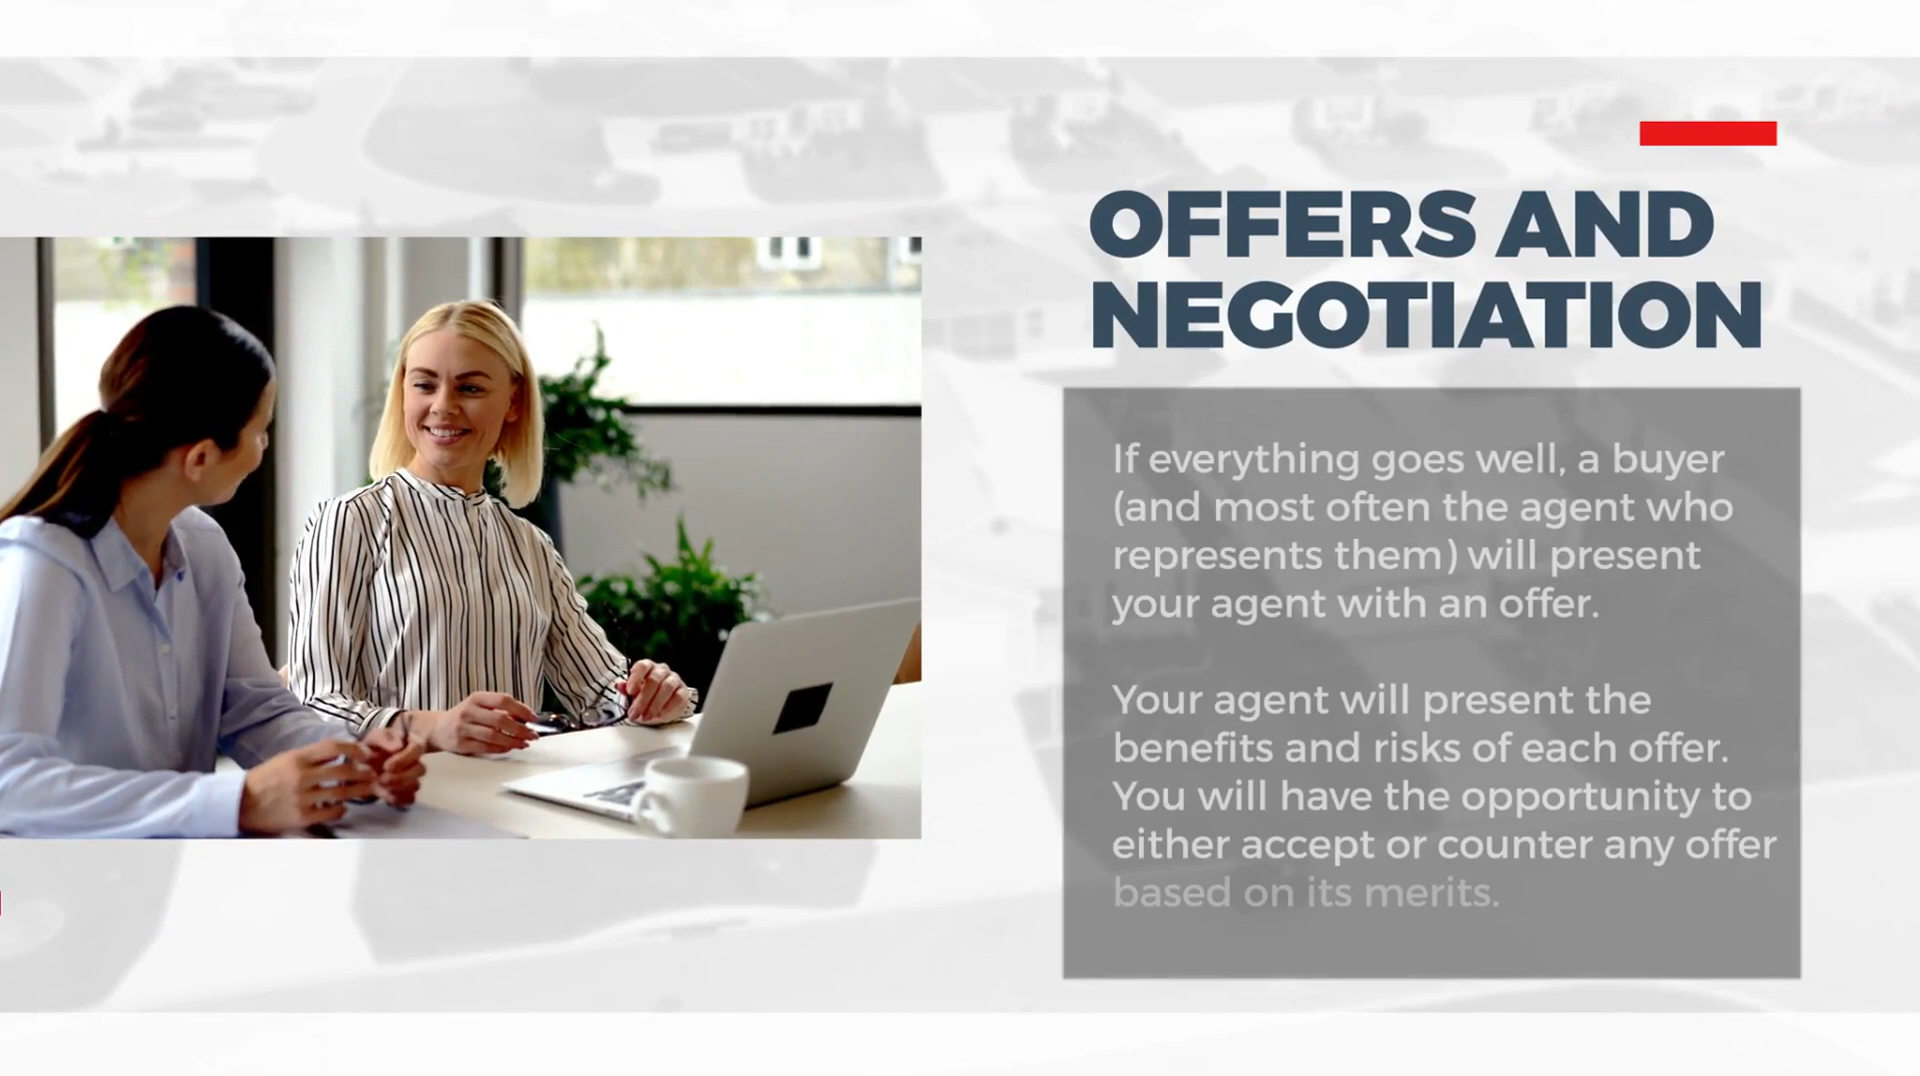 OFFERS AND
NEGOTIATION
If everything goes well, a buyer
(and most often the agent who
represents them) will present
your agent with an offer.
Your agent will present the
benefits and risks of each offer.
You will have the opportunity to
either accept or counter any offer
based on its merits.